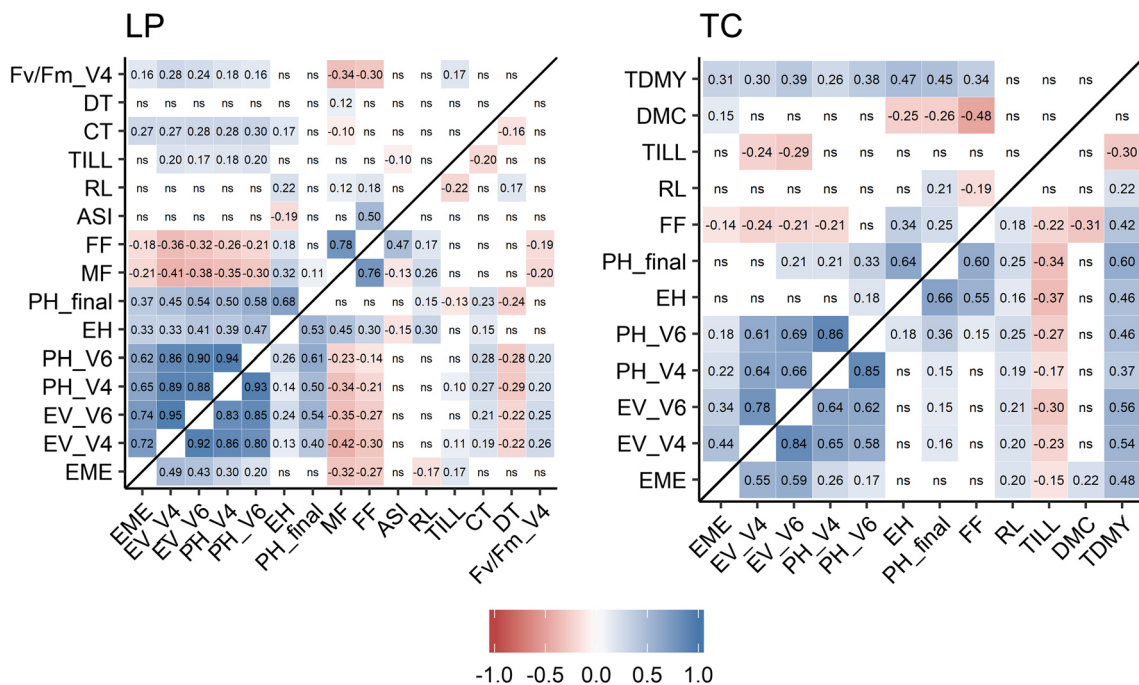 LP
Fv/Fm_V4 0.16 0.28 0.24 0.18 0.16 ns ns -0.34 -0.30 ns ns 0.17 ns ns
DT ns ns ns ns ns ns ns 0.12 ns ns ns ns ns ns
CT 0.27 0.27 0.28 0.28 0.30 0.17 ns -0.10 ns ns ns ns -0.16 ns
TILL ns 0.20 0.17 0.18 0.20 ns ns ns ns -0.10 ns -0.20 ns ns
RL ns ns ns ns ns 0.22 ns 0.12 0.18 ns -0.22 ns 0.17 ns
ASI ns ns ns ns ns -0.19 ns ns 0.50 ns ns ns ns ns
FF -0.18 -0.36 -0.32 -0.26 -0.21 0.18 ns 0.78 0.47 0.17 ns ns ns -0.19
MF -0.21 -0.41 -0.38 -0.35 -0.30 0.32 0.11 0.76 -0.13 0.26 ns ns ns -0.20
PH_final 0.37 0.45 0.54 0.50 0.58 0.68 ns ns ns 0.15 -0.13 0.23 -0.24 ns
EH 0.33 0.33 0.41 0.39 0.47 0.53 0.45 0.30 -0.15 0.30 ns 0.15 ns ns
PH_V6 0.62 0.86 0.90 0.94 0.26 0.61 -0.23 -0.14 ns ns ns 0.28 -0.28 0.20
PH_V4 0.65 0.89 0.88 0.93 0.14 0.50 -0.34 -0.21 ns ns 0.10 0.27 -0.29 0.20
EV_V6 0.74 0.95 0.83 0.85 0.24 0.54 -0.35 -0.27 ns ns ns 0.21 -0.22 0.25
EV_V4 0.72 0.92 0.86 0.80 0.13 0.40 -0.42 -0.30 ns ns 0.11 0.19 -0.22 0.26
EME 0.49 0.43 0.30 0.20 ns ns -0.32 -0.27 ns -0.17 0.17 ns ns ns
EME EV_V4 EV_V6 PH_V4 PH_V6 EH PH_final MF FF ASI RL TILL CT DT Fv/Fm_V4
TC
TDMY 0.31 0.30 0.39 0.26 0.38 0.47 0.45 0.34 ns ns ns
DMC 0.15 ns ns ns ns -0.25 -0.26 -0.48 ns ns ns
TILL ns -0.24 -0.29 ns ns ns ns ns ns ns -0.30
RL ns ns ns ns ns ns 0.21 -0.19 ns ns 0.22
FF -0.14 -0.24 -0.21 -0.21 ns 0.34 0.25 0.18 -0.22 -0.31 0.42
PH_final ns ns 0.21 0.21 0.33 0.64 0.60 0.25 -0.34 ns 0.60
EH ns ns ns ns 0.18 0.66 0.55 0.16 -0.37 ns 0.46
PH_V6 0.18 0.61 0.69 0.86 0.18 0.36 0.15 0.25 -0.27 ns 0.46
PH_V4 0.22 0.64 0.66 0.85 ns 0.15 ns 0.19 -0.17 ns 0.37
EV_V6 0.34 0.78 0.64 0.62 ns 0.15 ns 0.21 -0.30 ns 0.56
EV_V4 0.44 0.84 0.65 0.58 ns 0.16 ns 0.20 -0.23 ns 0.54
EME 0.55 0.59 0.26 0.17 ns ns ns 0.20 -0.15 0.22 0.48
EME EV_V4 EV_V6 PH_V4 PH_V6 EH PH_final FF RL TILL DMC TDMY
-1.0 -0.5 0.0 0.5 1.0